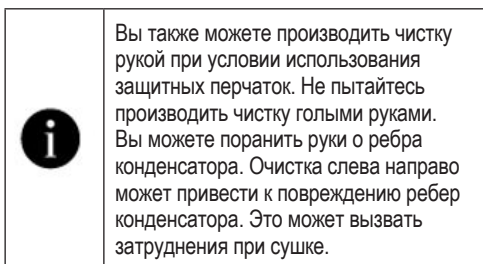 Вы также можете производить чистку
рукой при условии использования
защитных перчаток. Не пытайтесь
производить чистку голыми руками.
Вы можете поранить руки о ребра
конденсатора. Очистка слева направо
может привести к повреждению ребер
конденсатора. Это может вызвать
затруднения при сушке.